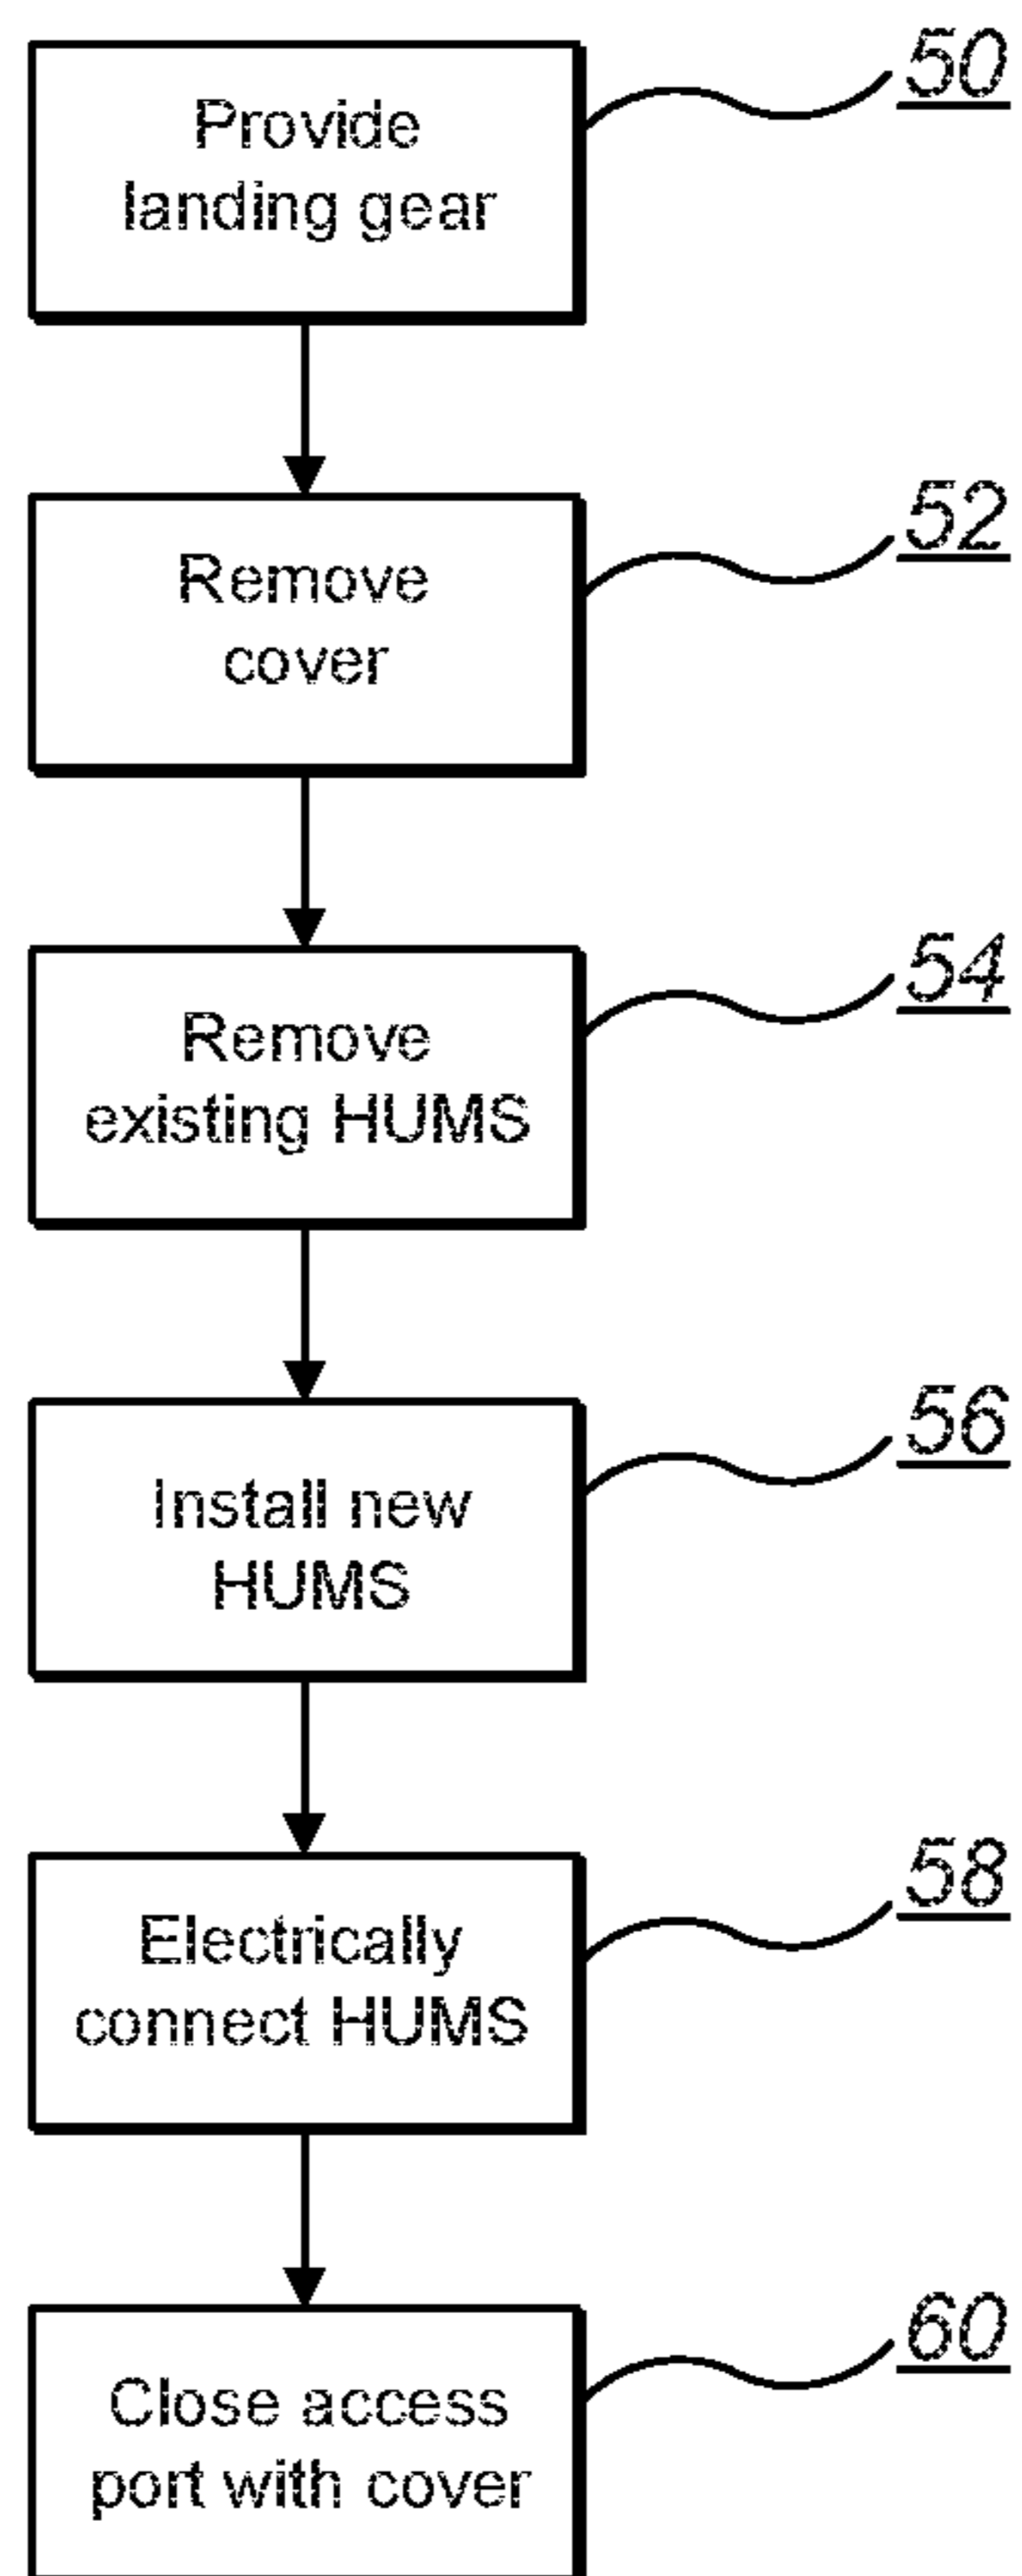 Provide
landing gear
50
Remove
cover
52
Remove
existing HUMS
54
Install new
HUMS
56
Electrically
connect HUMS
58
Close access
port with cover
60